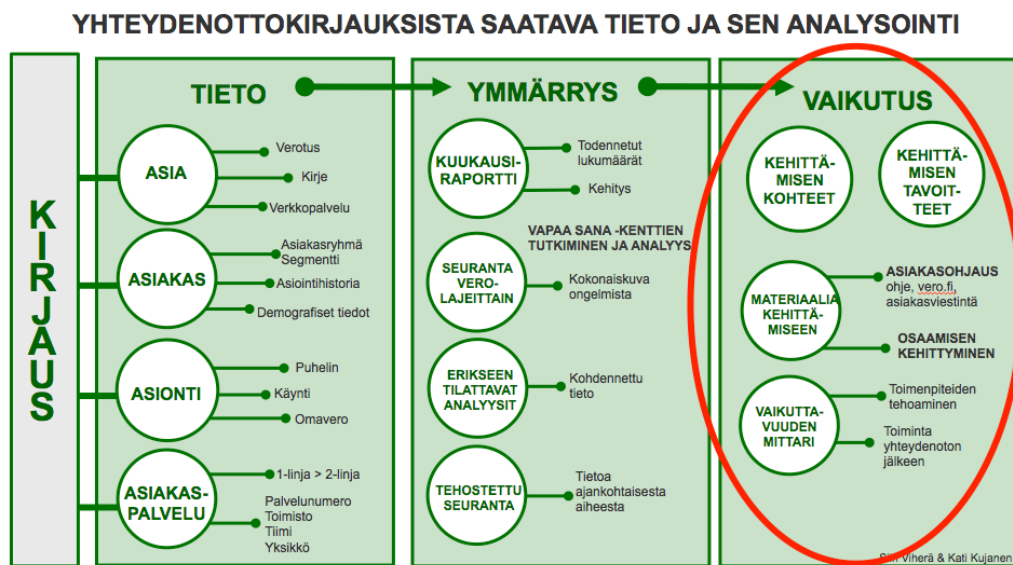 YHTEYDENOTTOKIRJAUKSISTA SAATAVA TIETO JA SEN ANALYSOINTI
KIRJAUS
TIETO
ASIA
Verotus
Kirje
Verkkopalvelu
ASIAKAS
Asiakasryhmä
Segmentti
Asiointihistoria
Demografiset tiedot
ASIONTI
Puhelin
Käynti
Omavero
ASIAKAS-
PALVELU
1-linja > 2-linja
Palvelunumero
Toimisto
Tiimi
Yksikkö
YMMÄRRYS
KUUKAUSI-
RAPORTTI
Todennetut
lukumäärät
Kehitys
VAPAA SANA -KENTTIEN
TUTKIMINEN JA ANALYYS
SEURANTA
VERO-
LAJEITTAIN
Kokonaiskuva
ongelmista
ERIKSEEN
TILATTAVAT
ANALYYSIT
Kohdennettu
tieto
TEHOSTETTU
SEURANTA
Tietoa
ajankohtaisesta
aiheesta
VAIKUTUS
KEHITTÄ-
MISEN
KOHTEET
KEHITTÄ-
MISEN
TAVOIT-
TEET
MATERIAALIA
KEHITTÄ-
MISEEN
ASIAKASOHJAUS
ohje, vero.fi,
asiakasviestintä
OSAAMISEN
KEHITTYMINEN
VAIKUTTA-
VUUDEN
MITTARI
Toimenpiteiden
tehoaminen
Toiminta
yhteydenoton
jälkeen
Viherä & Kati Kujanen